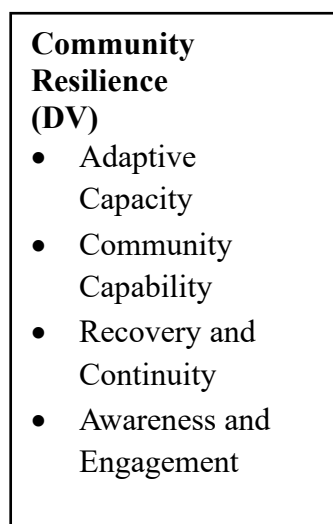 Community
Resilience
(DV)
• Adaptive
Capacity
• Community
Capability
• Recovery and
Continuity
• Awareness and
Engagement